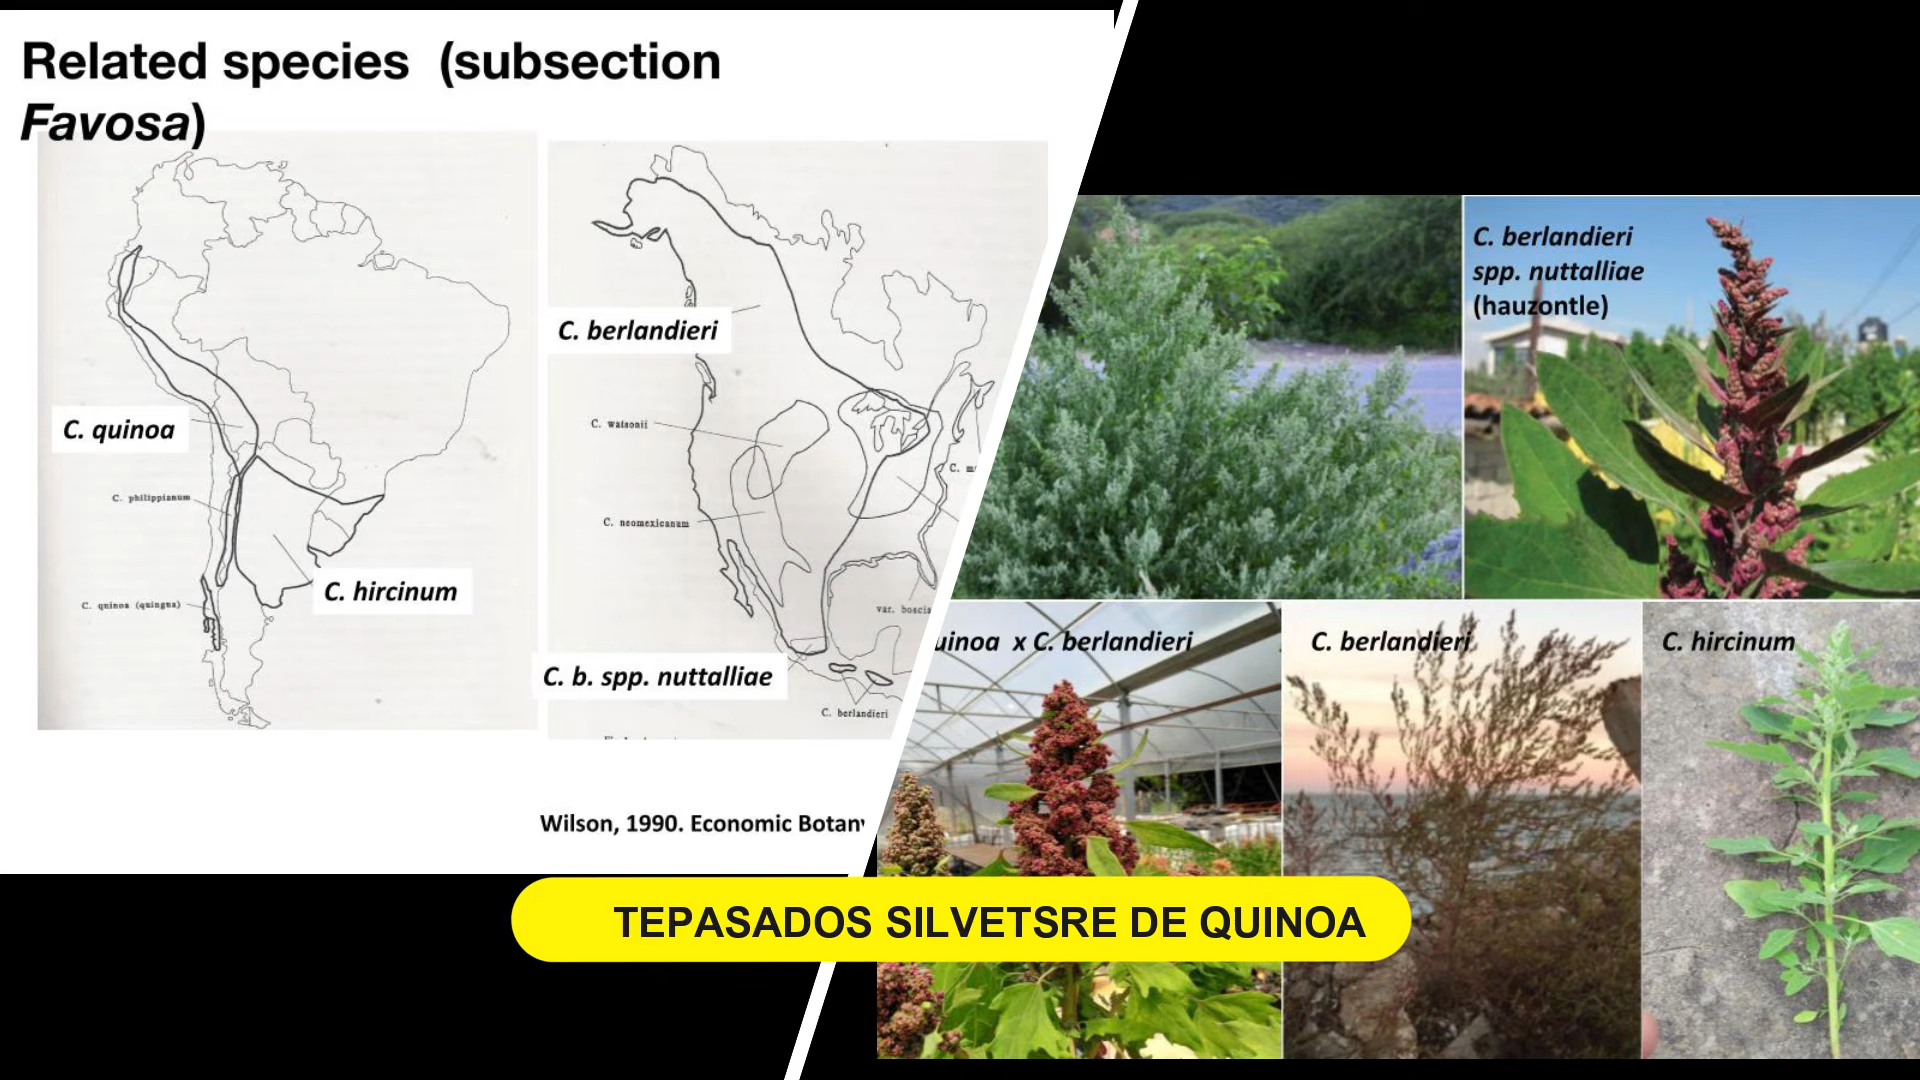 Related species (subsection
Favosa)
C. berlandieri
C. watsonii
C. quinoa
C. philippianum
C. neomexicanum
C. hircinum
C. quinoa (quingua)
C. b. spp. nuttalliae
C. berlandieri
Wilson, 1990. Economic Botany
C. berlandieri
spp. nuttalliae
(hauzontle)
uinoa x C. berlandieri
C. berlandieri
C. hircinum
TEPASADOS SILVETSRE DE QUINOA